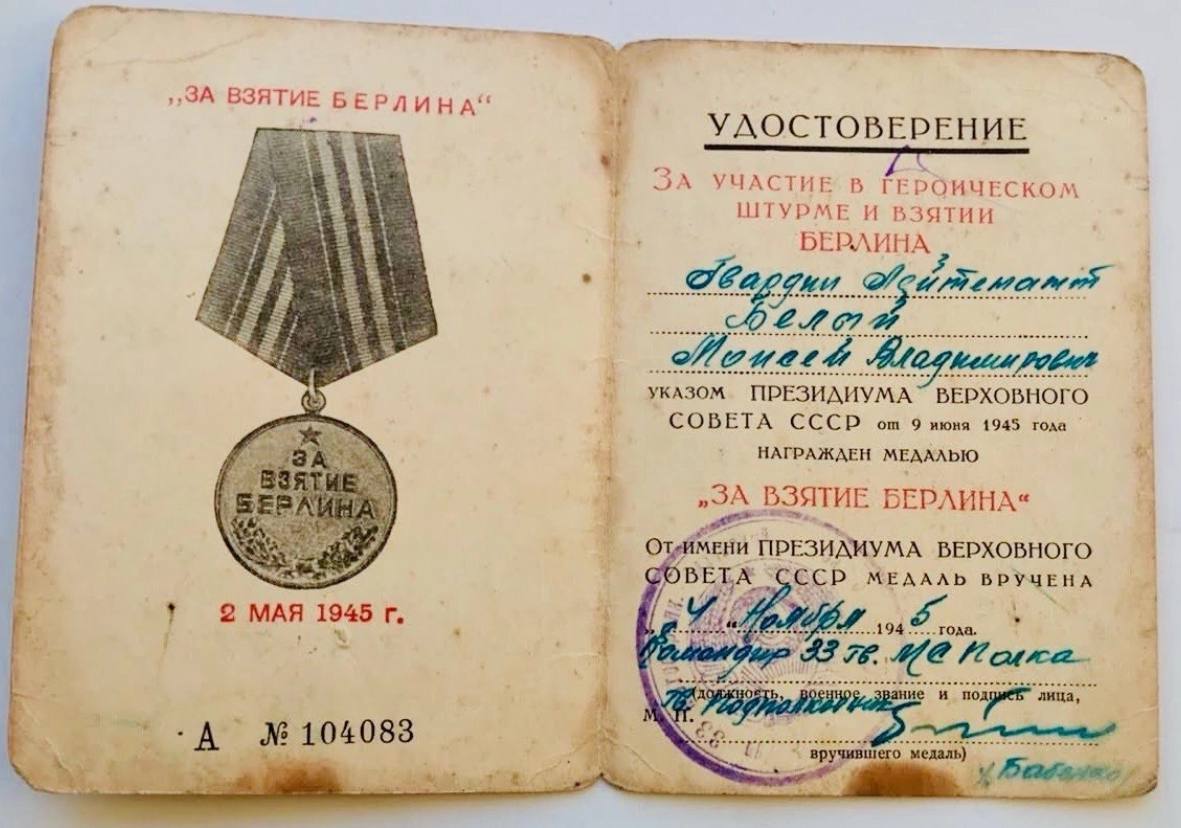 „ЗА ВЗЯТИЕ БЕРЛИНА“
ЗА
ВЗЯТИЕ
БЕРЛИНА
2 МАЯ 1945 г.
А № 104083
УДОСТОВЕРЕНИЕ
ЗА УЧАСТИЕ В ГЕРОИЧЕСКОМ
ШТУРМЕ И ВЗЯТИИ
БЕРЛИНА
Гвардии Лейтенант
Белый
Моисей Владимирович
УКАЗОМ ПРЕЗИДИУМА ВЕРХОВНОГО
СОВЕТА СССР от 9 июня 1945 года
НАГРАЖДЕН МЕДАЛЬЮ
„ЗА ВЗЯТИЕ БЕРЛИНА“
ОТ ИМЕНИ ПРЕЗИДИУМА ВЕРХОВНОГО
СОВЕТА СССР МЕДАЛЬ ВРУЧЕНА
„4“ Ноября 1945 года.
Командир 33 гв. МС Полка
(должность, военное звание и подпись лица,
гв. Подполковник
М. П.
вручившего медаль)